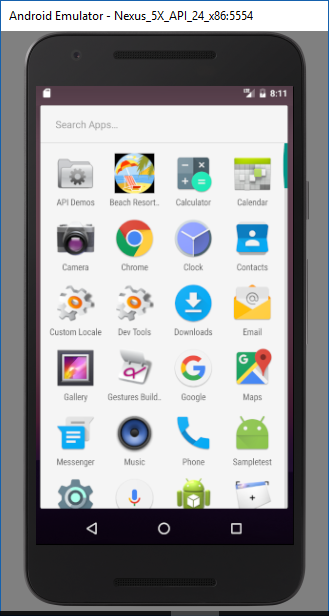 Android Emulator - Nexus_5X_API_24_x86:5554
8:11
Search Apps...
API Demos Beach Resort.. Calculator Calendar
Camera Chrome Clock Contacts
Custom Locale Dev Tools Downloads Email
Gallery Gestures Build.. Google Maps
Messenger Music Phone Sampletest